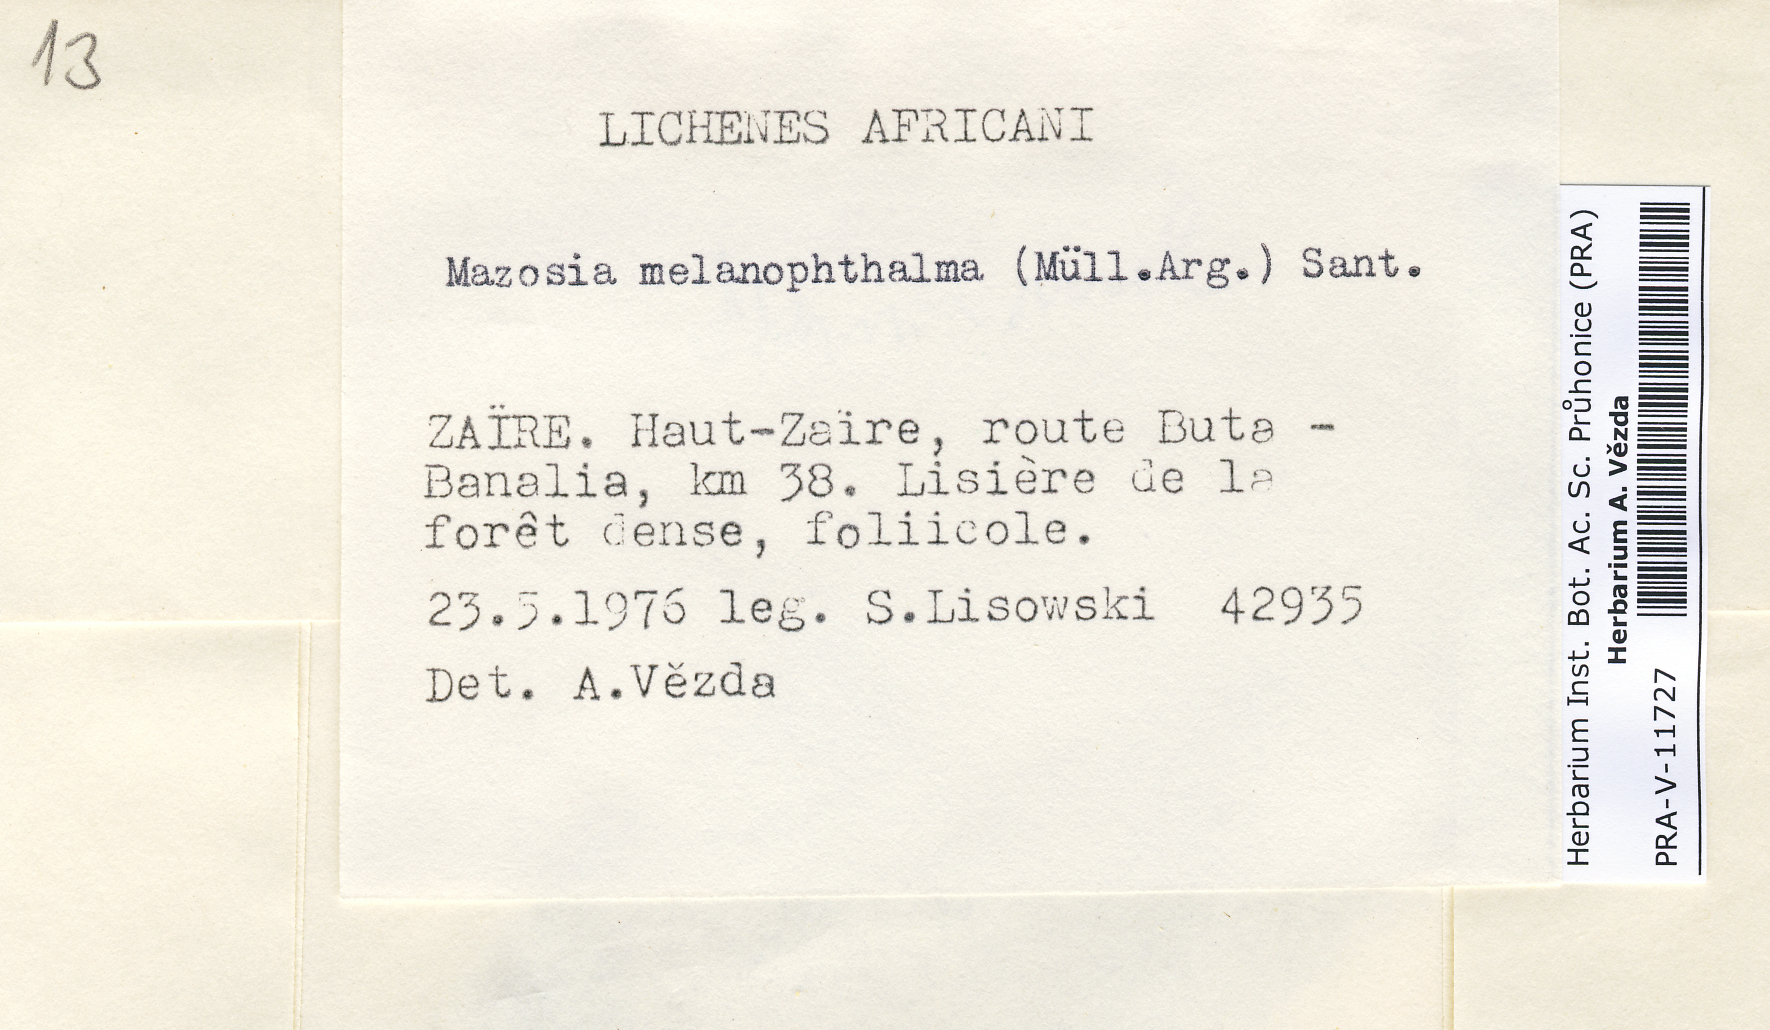 13
LICHENES AFRICANI
Mazosia melanophthalma (Müll.Arg.) Sant.
ZAÏRE. Haut-Zaïre, route Buta -
Banalia, km 38. Lisière de la
forêt dense, foliicole.
23.5.1976 leg. S.Lisowski 42935
Det. A.Vězda
Herbarium Inst. Bot. Ac. Sc. Průhonice (PRA)
Herbarium A. Vězda
PRA-V-11727